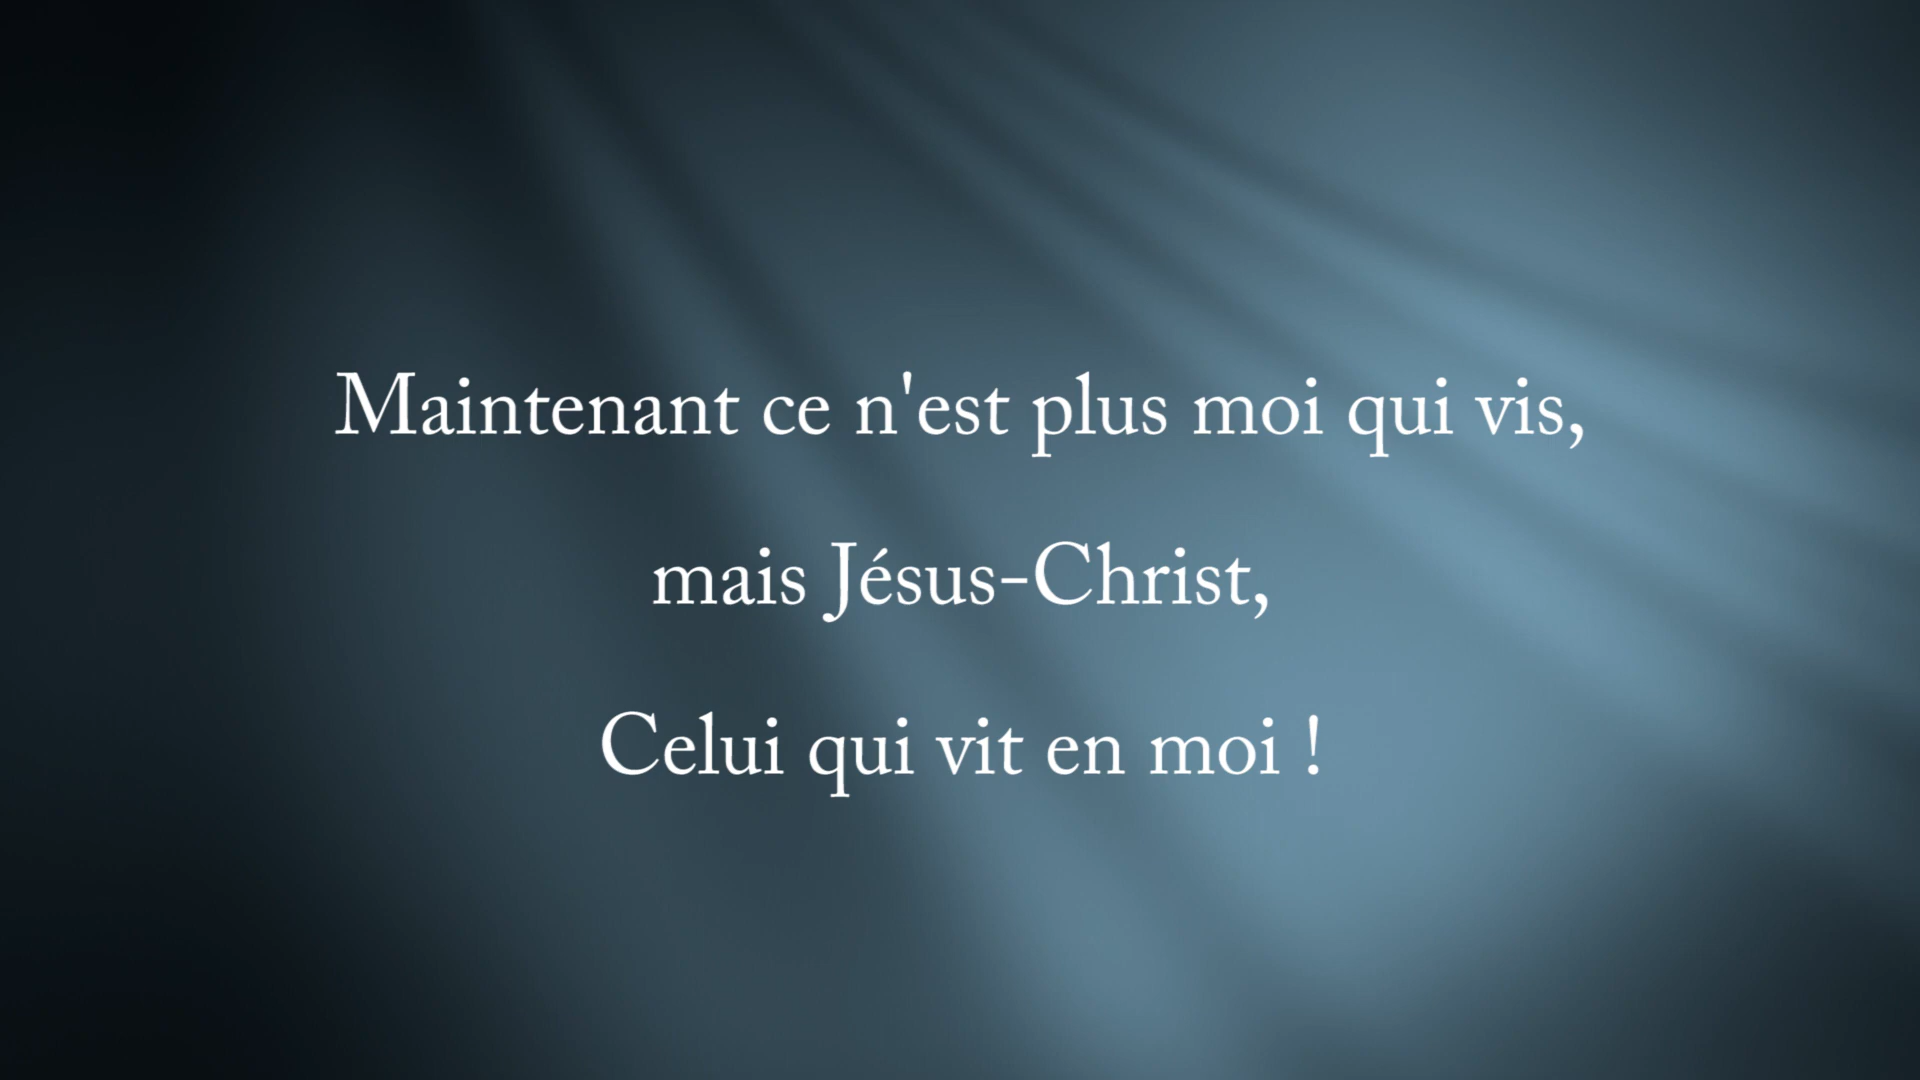 Maintenant ce n'est plus moi qui vis,
mais Jésus-Christ,
Celui qui vit en moi !